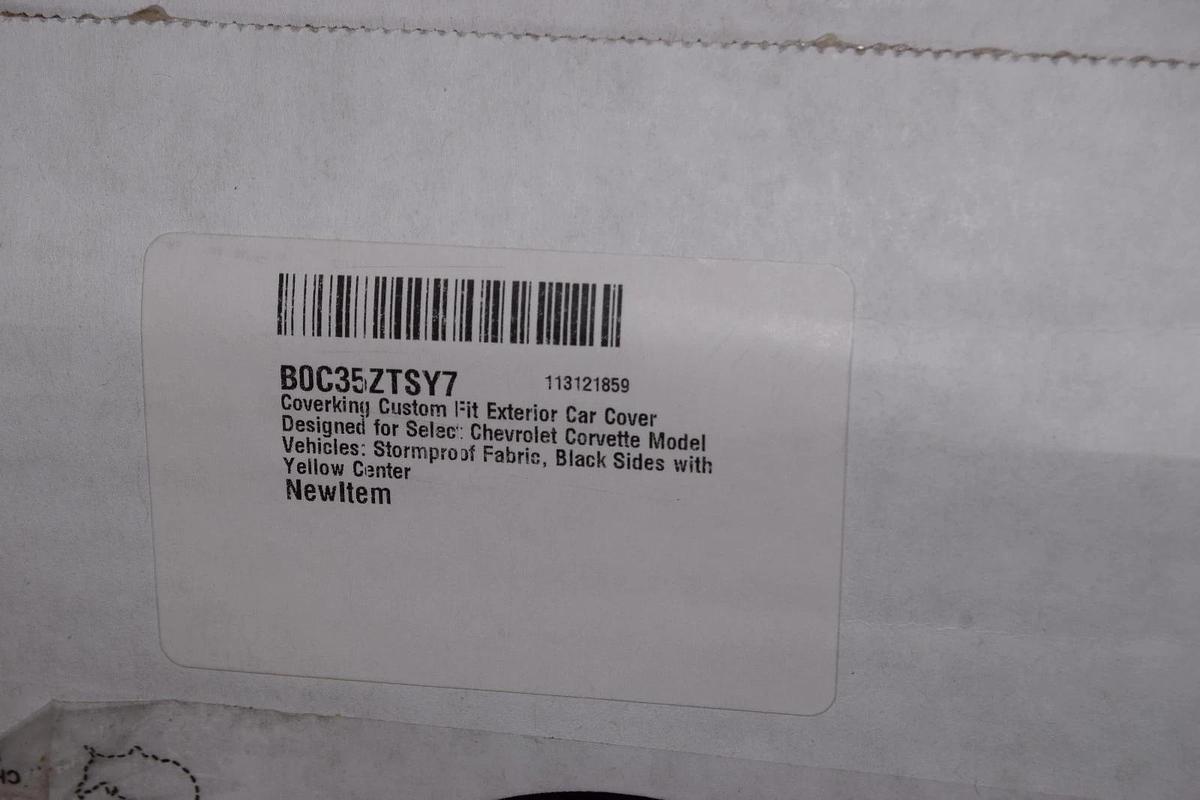 B0C35ZTSY7 113121859
Coverking Custom Fit Exterior Car Cover
Designed for Select Chevrolet Corvette Model
Vehicles: Stormproof Fabric, Black Sides with
Yellow Center
NewItem